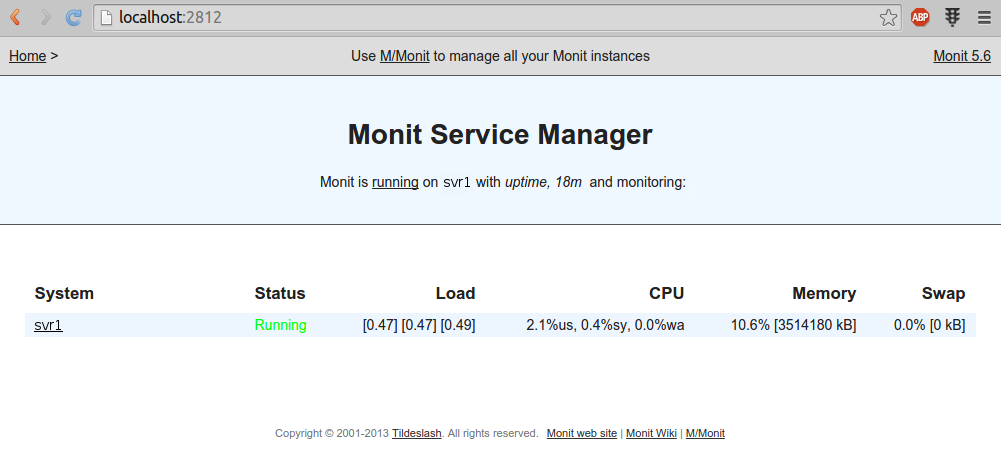 localhost:2812
ABP
Home > Use M/Monit to manage all your Monit instances Monit 5.6
Monit Service Manager
Monit is running on svr1 with uptime, 18m and monitoring:
System Status Load CPU Memory Swap
svr1 Running [0.47] [0.47] [0.49] 2.1%us, 0.4%sy, 0.0%wa 10.6% [3514180 kB] 0.0% [0 kB]
Copyright © 2001-2013 Tildeslash. All rights reserved. Monit web site | Monit Wiki | M/Monit